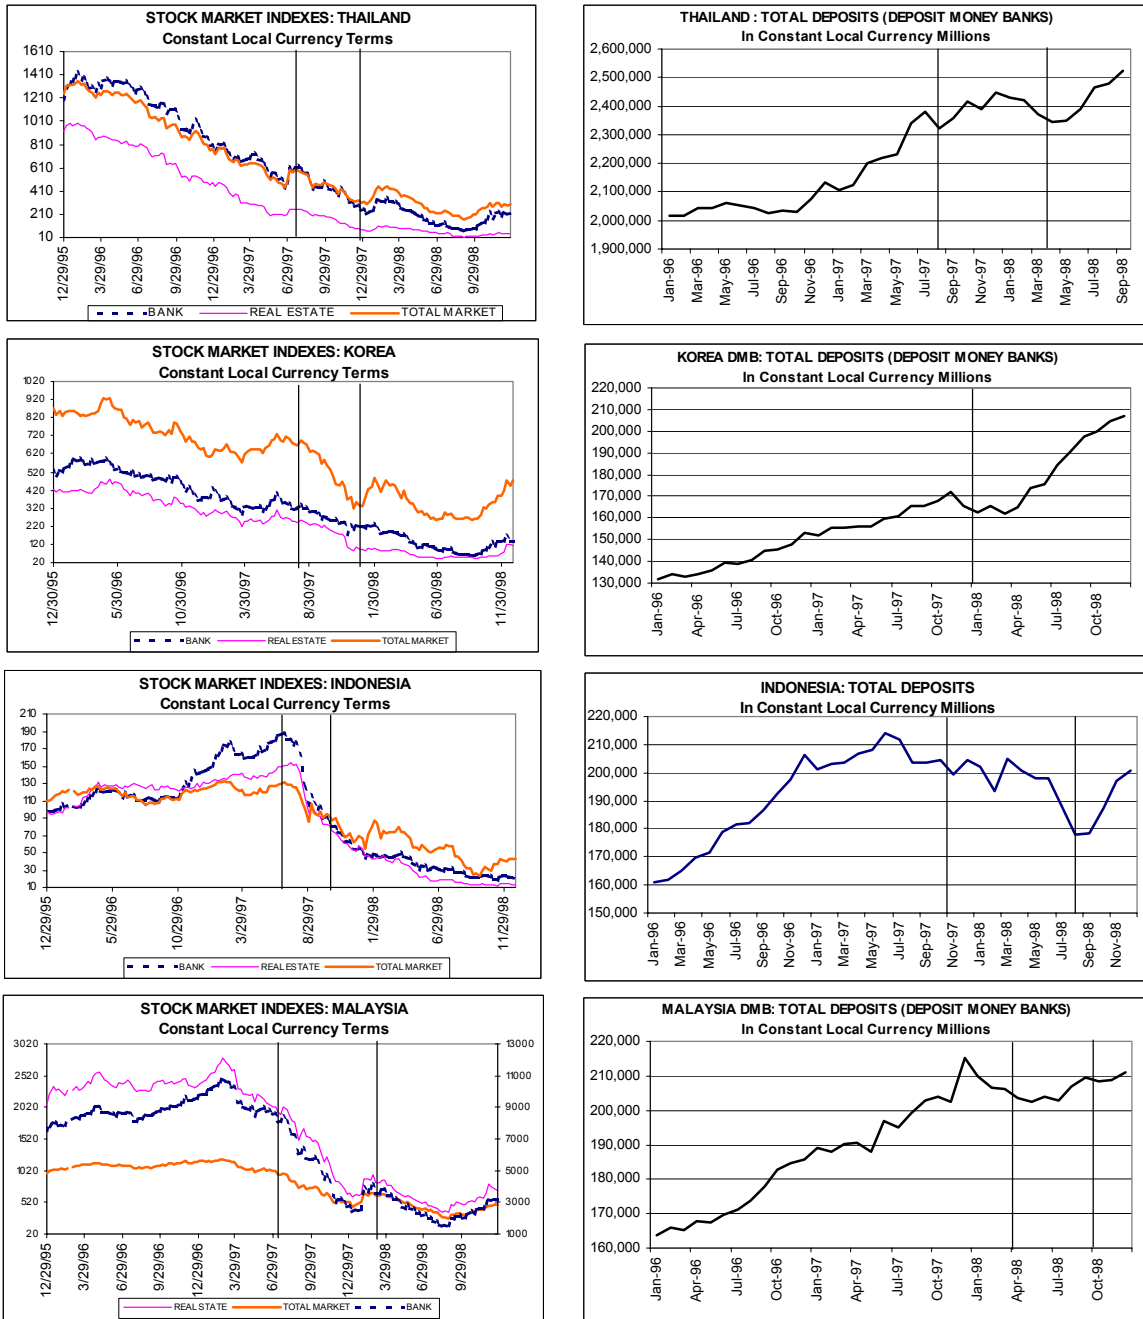 STOCK MARKET INDEXES: THAILAND
Constant Local Currency Terms
1610
1410
1210
1010
810
610
410
210
10
12/29/95
3/29/96
6/29/96
9/29/96
12/29/96
3/29/97
6/29/97
9/29/97
12/29/97
3/29/98
6/29/98
9/29/98
BANK REAL ESTATE TOTAL MARKET
THAILAND : TOTAL DEPOSITS (DEPOSIT MONEY BANKS)
In Constant Local Currency Millions
2,600,000
2,500,000
2,400,000
2,300,000
2,200,000
2,100,000
2,000,000
1,900,000
Jan-96
Mar-96
May-96
Jul-96
Sep-96
Nov-96
Jan-97
Mar-97
May-97
Jul-97
Sep-97
Nov-97
Jan-98
Mar-98
May-98
Jul-98
Sep-98
STOCK MARKET INDEXES: KOREA
Constant Local Currency Terms
1020
920
820
720
620
520
420
320
220
120
20
12/30/95
5/30/96
10/30/96
3/30/97
8/30/97
1/30/98
6/30/98
11/30/98
BANK REAL ESTATE TOTAL MARKET
KOREA DMB: TOTAL DEPOSITS (DEPOSIT MONEY BANKS)
In Constant Local Currency Millions
220,000
210,000
200,000
190,000
180,000
170,000
160,000
150,000
140,000
130,000
Jan-96
Apr-96
Jul-96
Oct-96
Jan-97
Apr-97
Jul-97
Oct-97
Jan-98
Apr-98
Jul-98
Oct-98
STOCK MARKET INDEXES: INDONESIA
Constant Local Currency Terms
210
190
170
150
130
110
90
70
50
30
10
12/29/95
5/29/96
10/29/96
3/29/97
8/29/97
1/29/98
6/29/98
11/29/98
BANK REAL ESTATE TOTAL MARKET
INDONESIA: TOTAL DEPOSITS
In Constant Local Currency Millions
220,000
210,000
200,000
190,000
180,000
170,000
160,000
150,000
Jan-96
Mar-96
May-96
Jul-96
Sep-96
Nov-96
Jan-97
Mar-97
May-97
Jul-97
Sep-97
Nov-97
Jan-98
Mar-98
May-98
Jul-98
Sep-98
Nov-98
STOCK MARKET INDEXES: MALAYSIA
Constant Local Currency Terms
3020
2520
2020
1520
1020
520
20
13000
11000
9000
7000
5000
3000
1000
12/29/95
3/29/96
6/29/96
9/29/96
12/29/96
3/29/97
6/29/97
9/29/97
12/29/97
3/29/98
6/29/98
9/29/98
REAL STATE TOTAL MARKET BANK
MALAYSIA DMB: TOTAL DEPOSITS (DEPOSIT MONEY BANKS)
In Constant Local Currency Millions
220,000
210,000
200,000
190,000
180,000
170,000
160,000
Jan-96
Apr-96
Jul-96
Oct-96
Jan-97
Apr-97
Jul-97
Oct-97
Jan-98
Apr-98
Jul-98
Oct-98